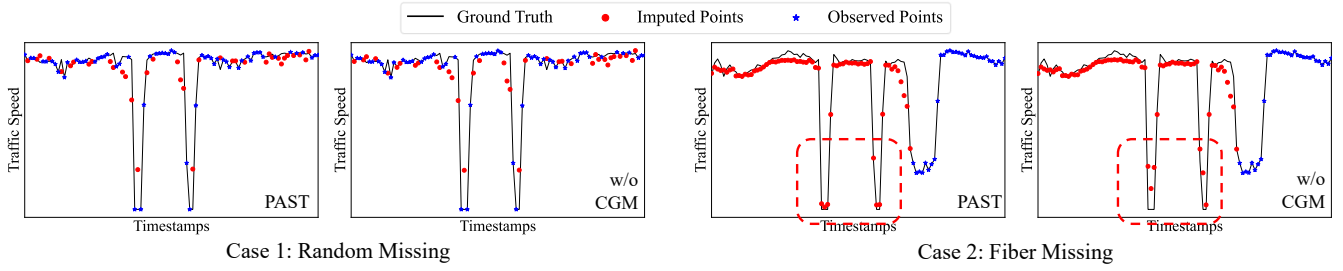 Ground Truth Imputed Points Observed Points
Traffic Speed
PAST
Timestamps
Traffic Speed
w/o
CGM
Timestamps
Traffic Speed
PAST
Timestamps
Traffic Speed
w/o
CGM
Timestamps
Case 1: Random Missing
Case 2: Fiber Missing